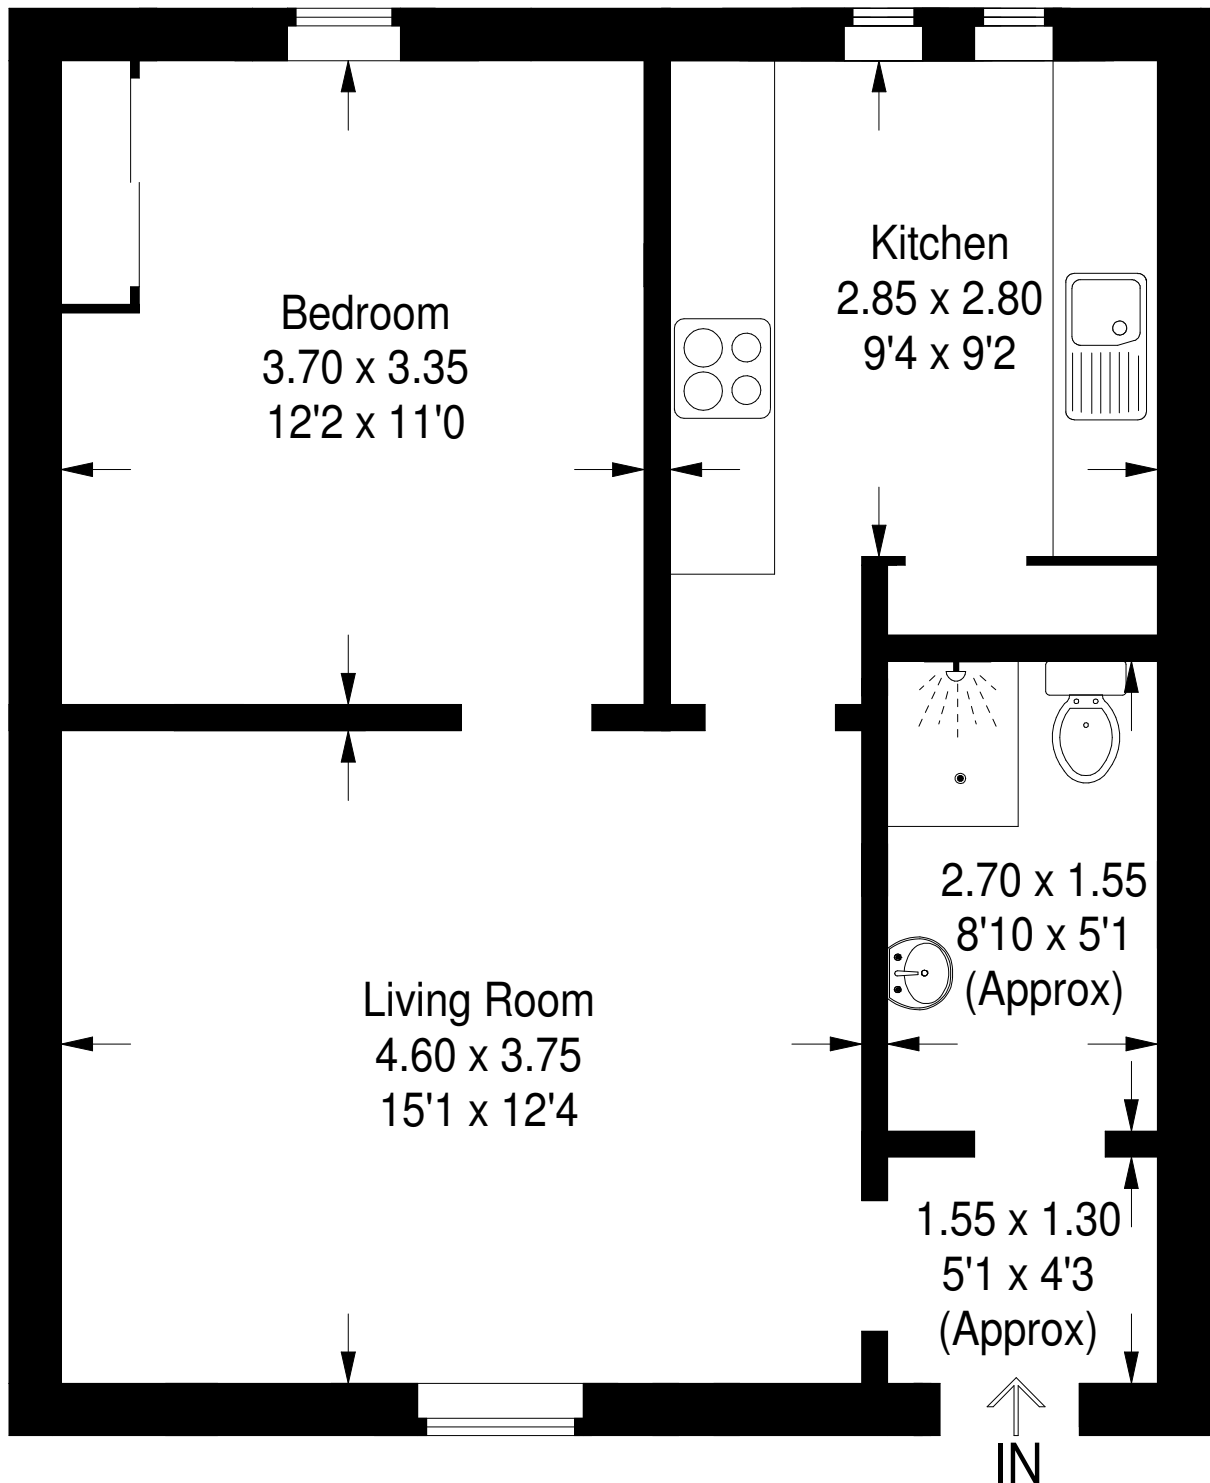 Kitchen
2.85 x 2.80
9'4 x 9'2
Bedroom
3.70 x 3.35
12'2 x 11'0
2.70 x 1.55
8'10 x 5'1
(Approx)
Living Room
4.60 x 3.75
15'1 x 12'4
1.55 x 1.30
5'1 x 4'3
(Approx)
IN